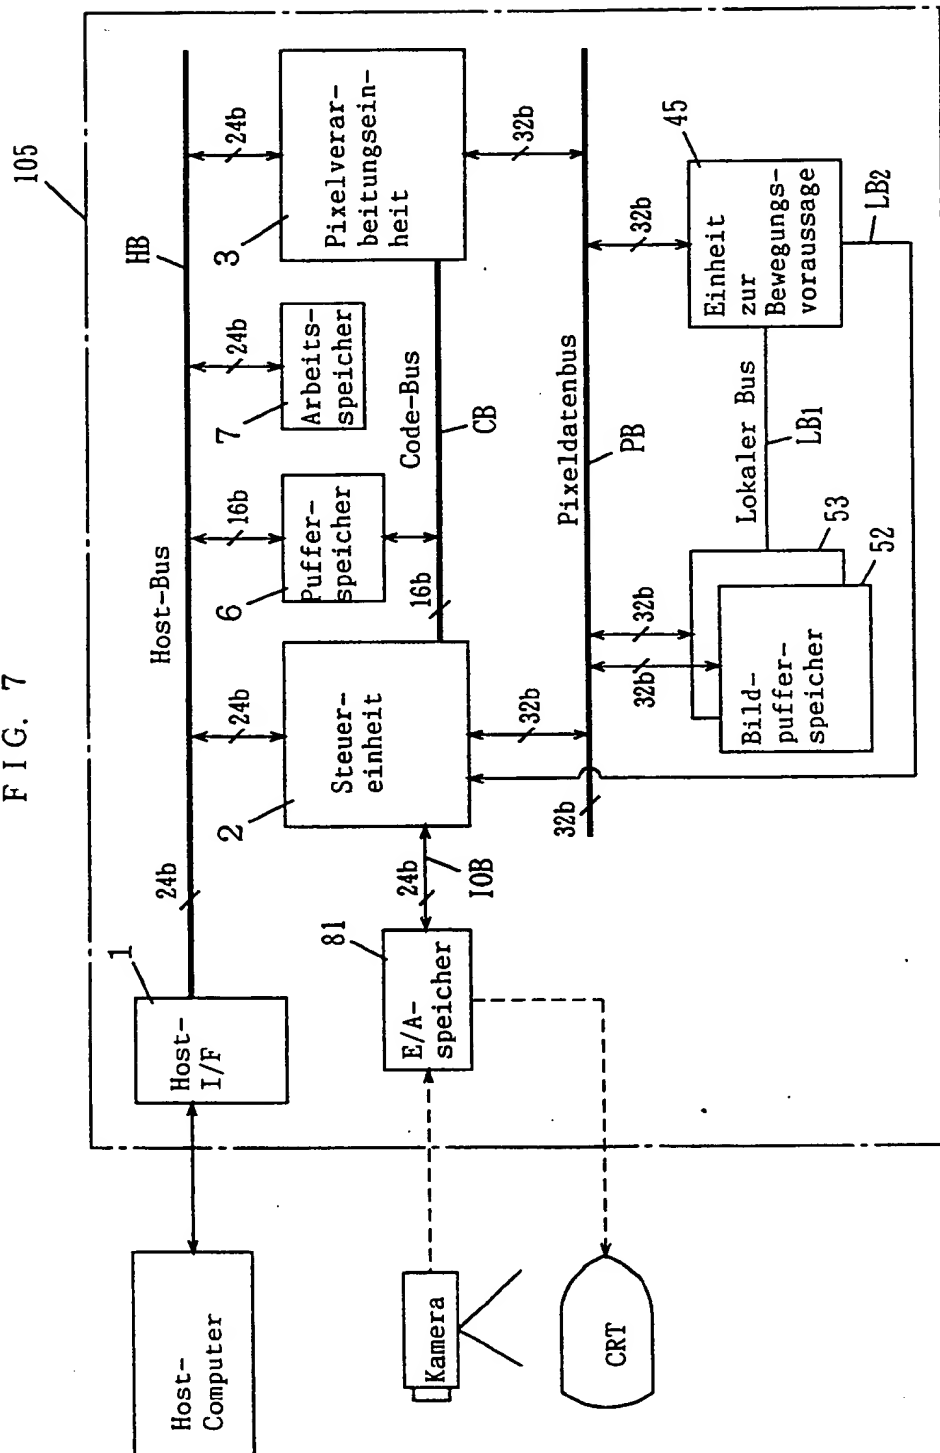 FIG. 7
105
Host-
Computer
1
Host-
I/F
24b
Host-Bus
HB
24b
16b
24b
24b
2
Steuer-
einheit
6
Puffer-
speicher
7
Arbeits-
speicher
3
Pixelverar-
beitungsein-
heit
16b
Code-Bus
CB
Kamera
81
E/A-
speicher
24b
IOB
32b
32b
32b
Pixeldatenbus
PB
CRT
32b
32b
32b
Bild-
puffer-
speicher
53
52
Lokaler Bus
LB1
45
Einheit
zur
Bewegungs-
voraussage
LB2